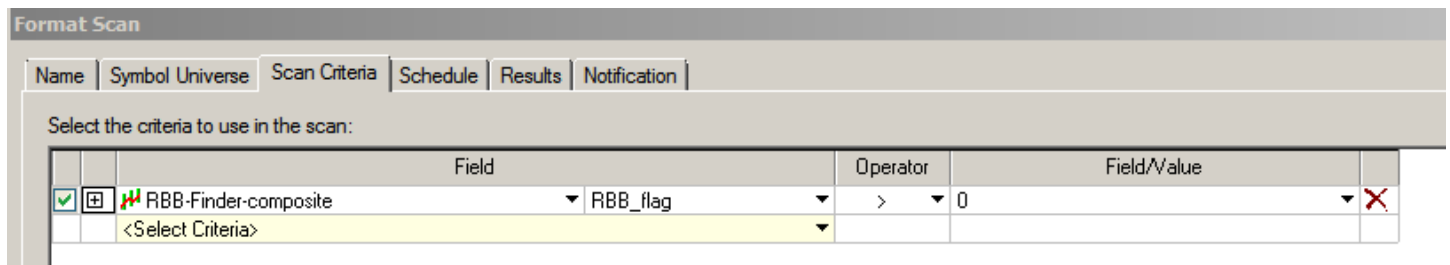 Format Scan
Name Symbol Universe Scan Criteria Schedule Results Notification
Select the criteria to use in the scan:
Field Operator Field/Value
RBB-Finder-composite RBB_flag > 0
<Select Criteria>